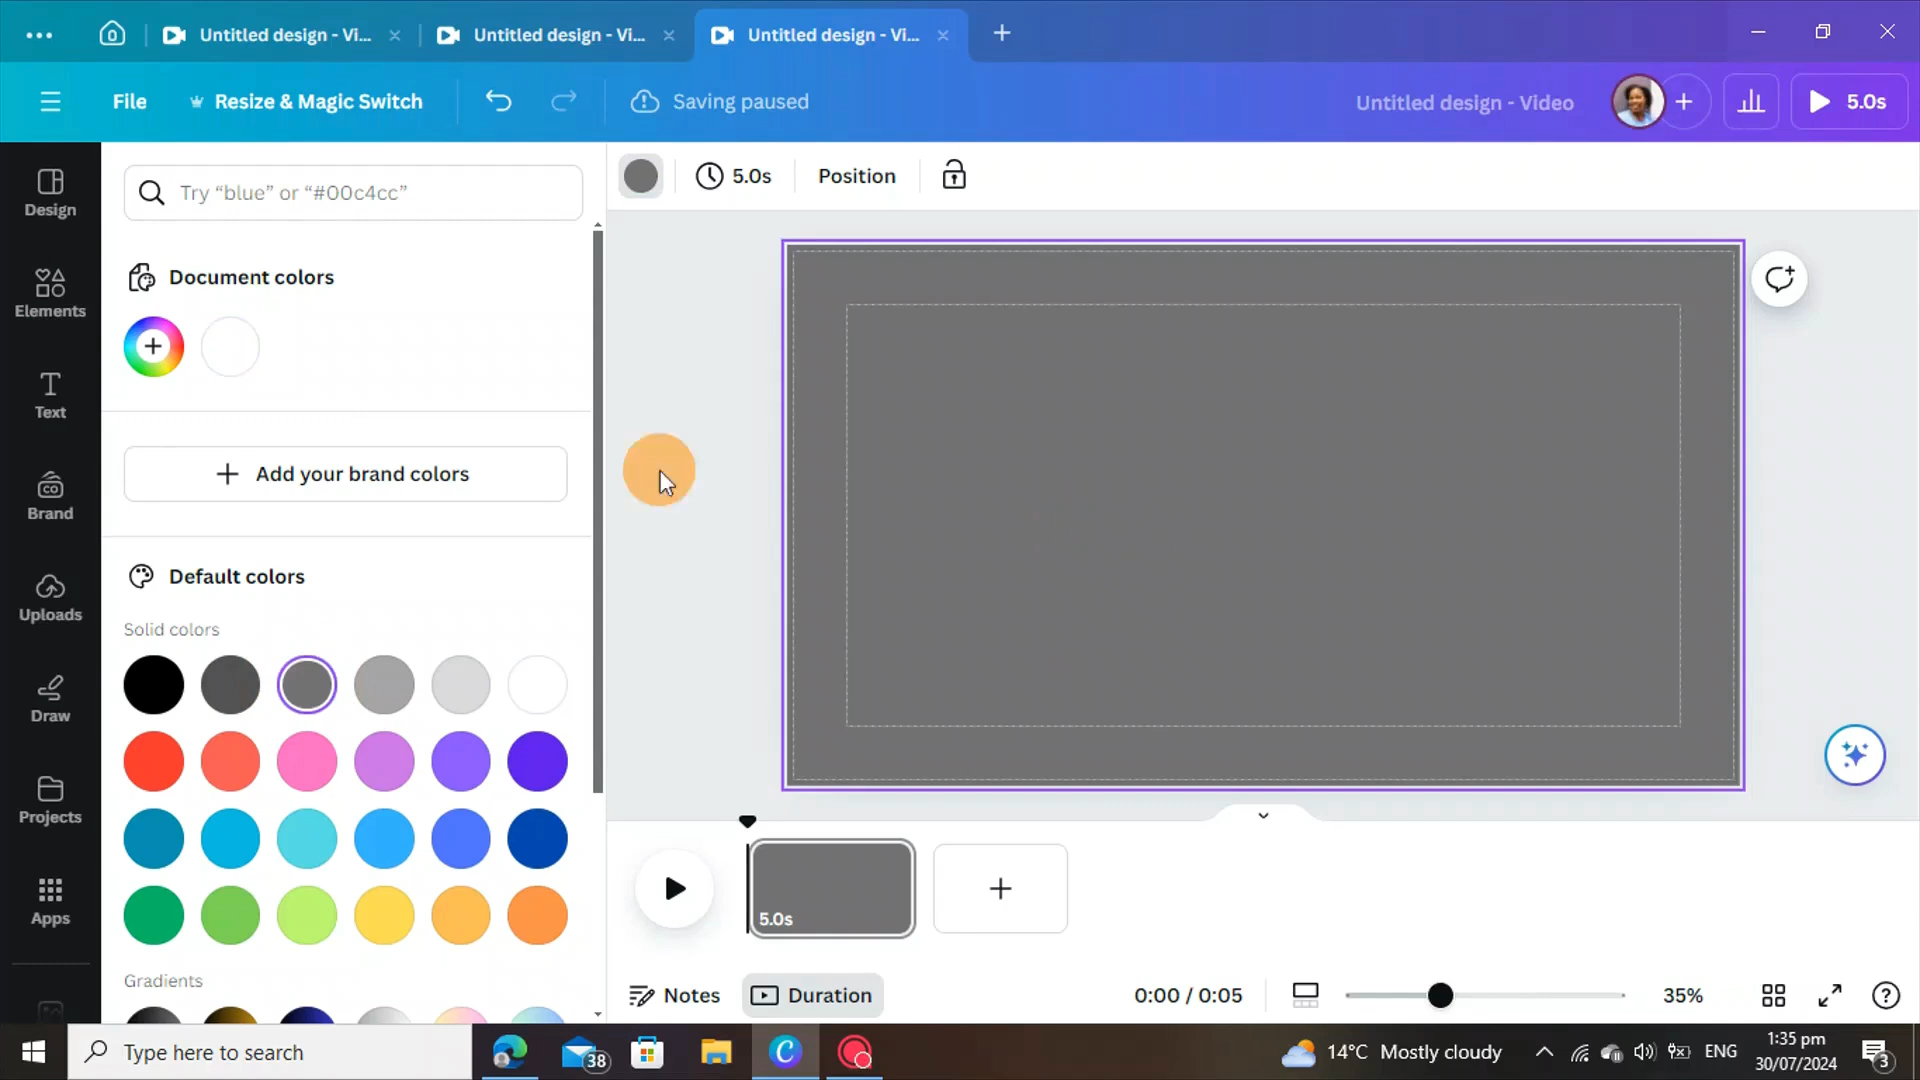 Untitled design - Vi...
Untitled design - Vi...
Untitled design - Vi...
File
Resize & Magic Switch
Saving paused
Untitled design - Video
5.0s
Design
Elements
Text
Brand
Uploads
Draw
Projects
Apps
Try “blue” or “#00c4cc”
Document colors
Add your brand colors
Default colors
Solid colors
Gradients
5.0s
Position
5.0s
Notes
Duration
0:00 / 0:05
35%
Type here to search
38
14°C Mostly cloudy
ENG
1:35 pm
30/07/2024
3